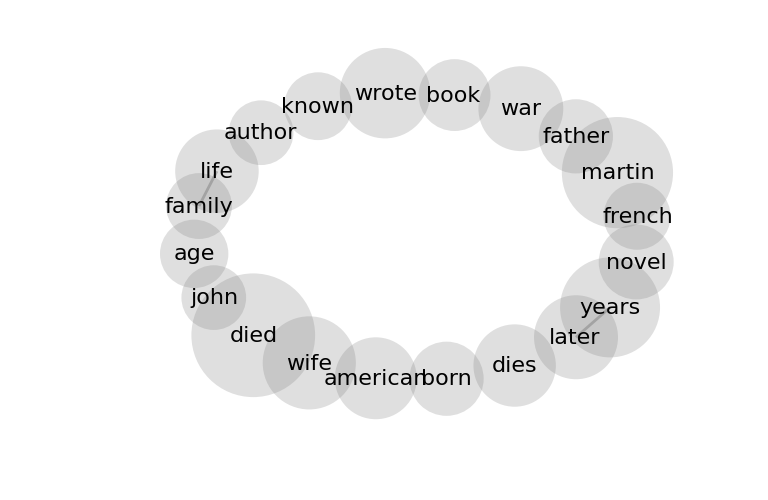 wrote
book
known
war
author
father
life
martin
family
french
age
novel
john
years
died
later
wife
dies
american
born